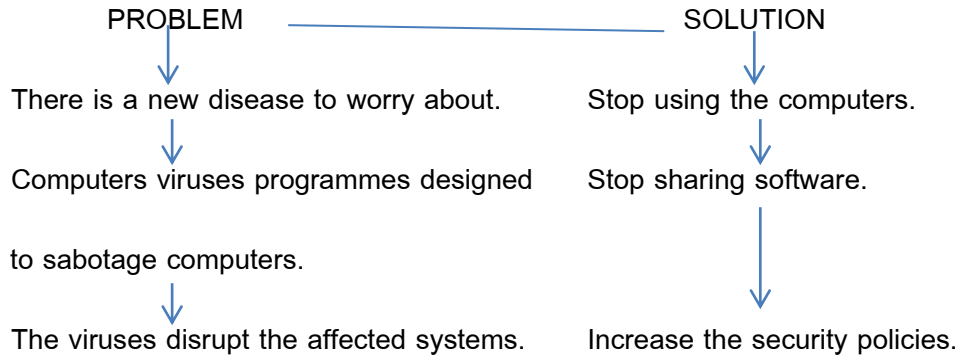 PROBLEM
SOLUTION
There is a new disease to worry about.
Stop using the computers.
Computers viruses programmes designed
Stop sharing software.
to sabotage computers.
The viruses disrupt the affected systems.
Increase the security policies.